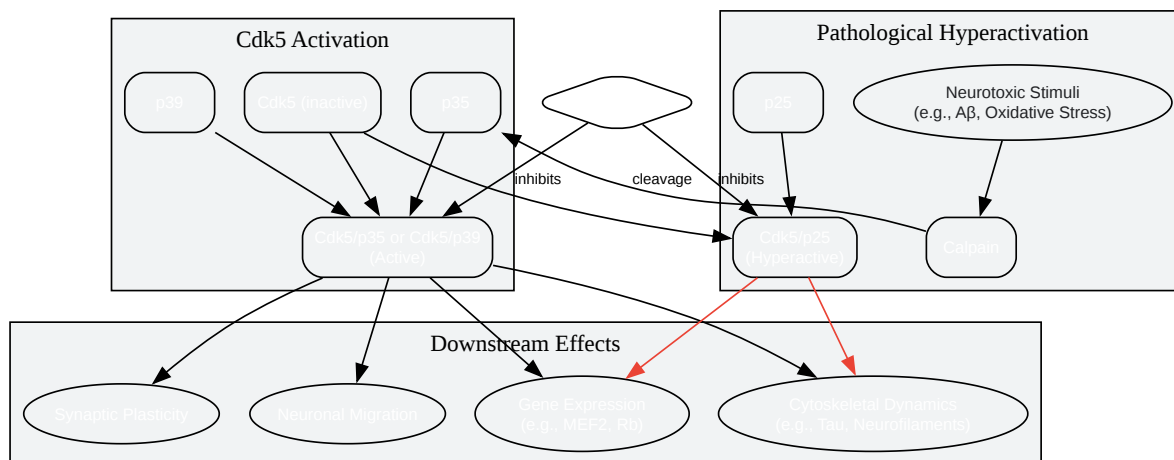 Cdk5 Activation
Pathological Hyperactivation
p39
Cdk5 (Inactive)
p35
p25
Neurotoxic Stimuli
(e.g., Aβ, Oxidative Stress)
inhibits
cleavage
inhibits
Cdk5/p35 or Cdk5/p39
(Active)
Cdk5/p25
(Hyperactive)
Calpain
Downstream Effects
Synaptic Plasticity
Neuronal Migration
Gene Expression
(e.g., MEF2, Rb)
Cytoskeletal Dynamics
(e.g., Tau, Neurofilaments)